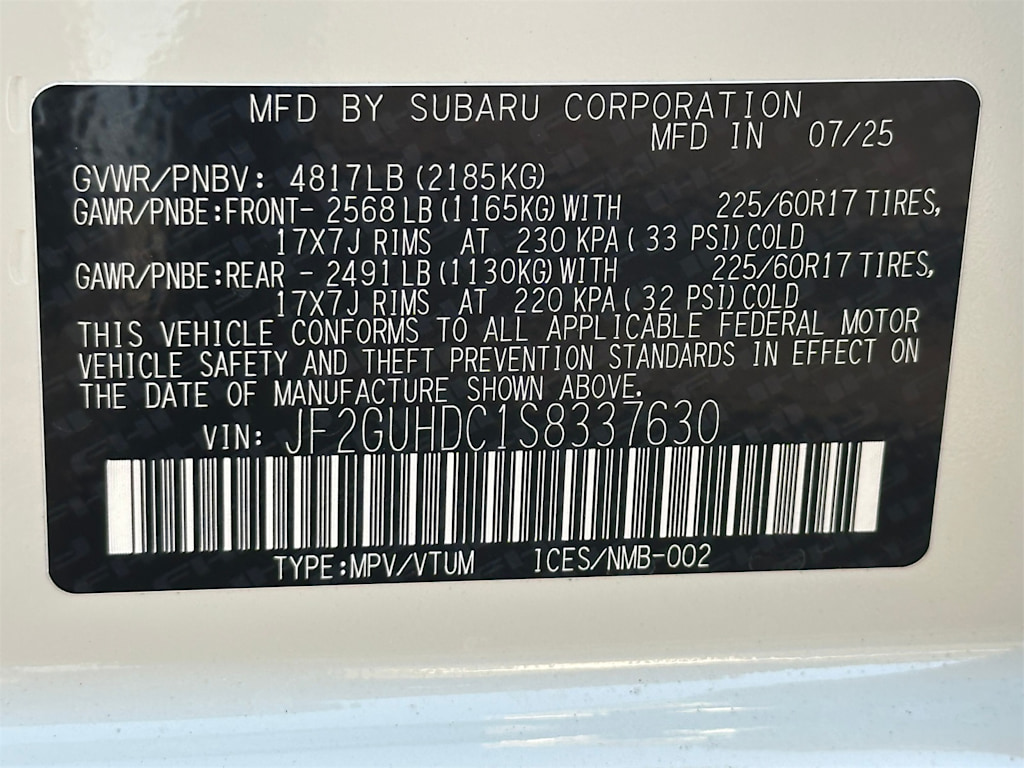 MFD BY SUBARU CORPORATION
MFD IN 07/25
GVWR/PNBV: 4817LB (2185KG)
GAWR/PNBE:FRONT- 2568 LB (1165KG) WITH 225/60R17 TIRES,
17X7J RIMS AT 230 KPA ( 33 PSI) COLD
GAWR/PNBE:REAR - 2491 LB (1130KG) WITH 225/60R17 TIRES,
17X7J RIMS AT 220 KPA ( 32 PSI) COLD
THIS VEHICLE CONFORMS TO ALL APPLICABLE FEDERAL MOTOR
VEHICLE SAFETY AND THEFT PREVENTION STANDARDS IN EFFECT ON
THE DATE OF MANUFACTURE SHOWN ABOVE.
VIN: JF2GUHDC1S8337630
TYPE:MPV/VTUM ICES/NMB-002